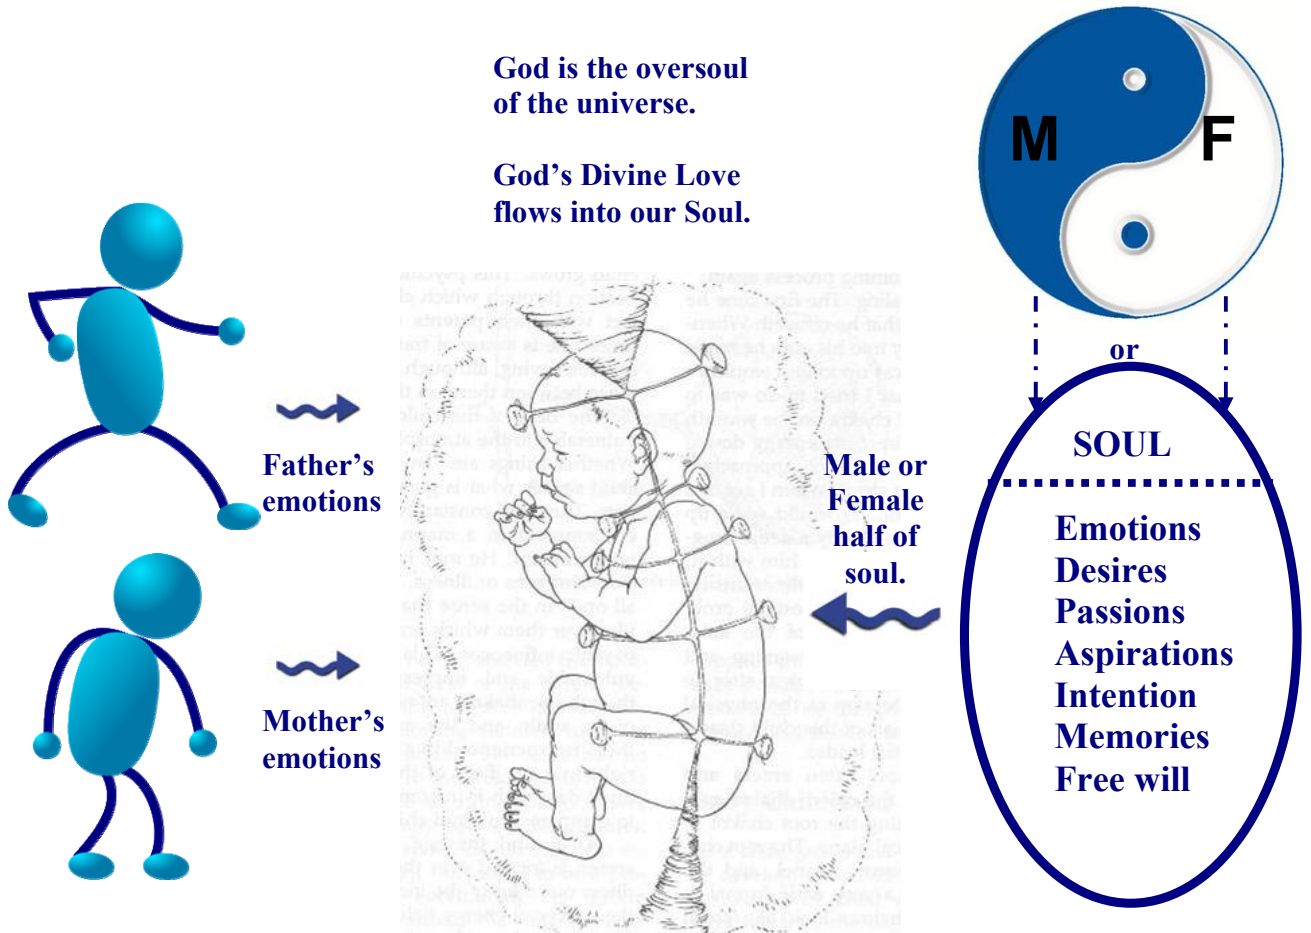 God is the oversoul
of the universe.
God's Divine Love
flows into our Soul.
M F
or
SOUL
Emotions
Desires
Passions
Aspirations
Intention
Memories
Free will
Father's
emotions
Mother's
emotions
Male or
Female
half of
soul.